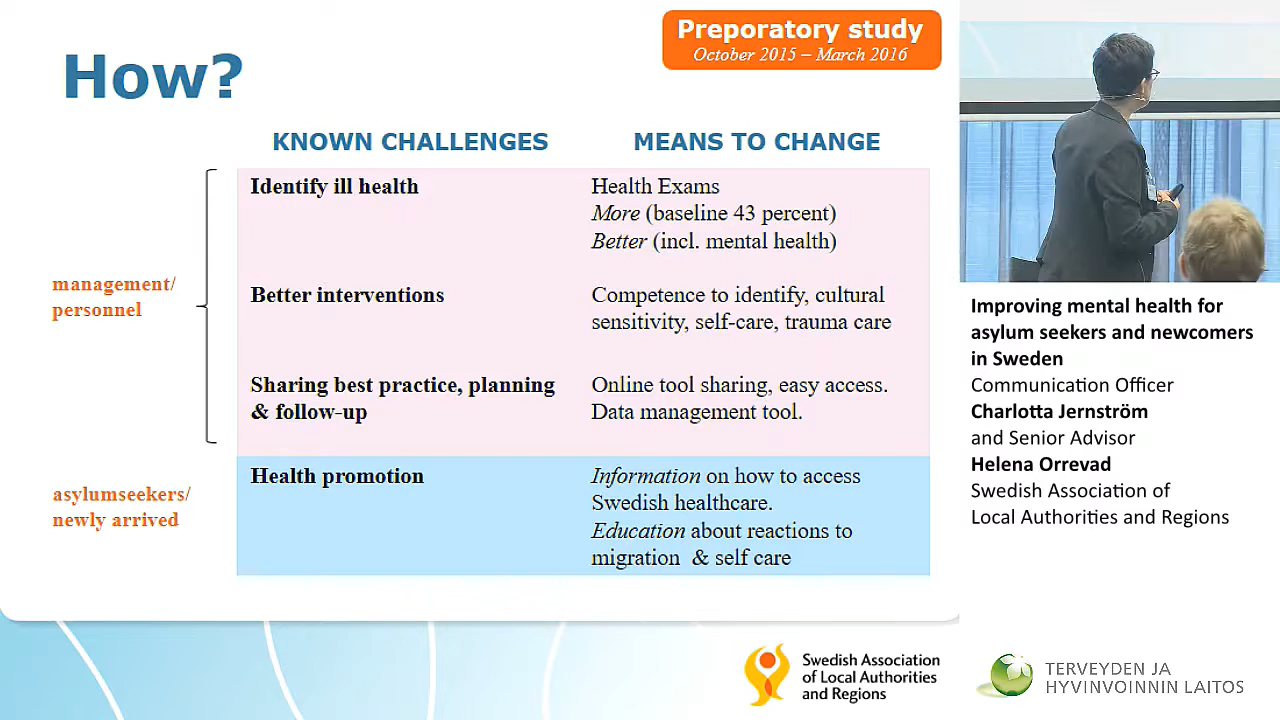 Preporatory study
October 2015 – March 2016
How?
KNOWN CHALLENGES
MEANS TO CHANGE
management/
personnel
Identify ill health
Health Exams
More (baseline 43 percent)
Better (incl. mental health)
Better interventions
Competence to identify, cultural
sensitivity, self-care, trauma care
Sharing best practice, planning
& follow-up
Online tool sharing, easy access.
Data management tool.
asylumseekers/
newly arrived
Health promotion
Information on how to access
Swedish healthcare.
Education about reactions to
migration & self care
Improving mental health for
asylum seekers and newcomers
in Sweden
Communication Officer
Charlotta Jernström
and Senior Advisor
Helena Orrevad
Swedish Association of
Local Authorities and Regions
Swedish Association
of Local Authorities
and Regions
TERVEYDEN JA
HYVINVOINNIN LAITOS